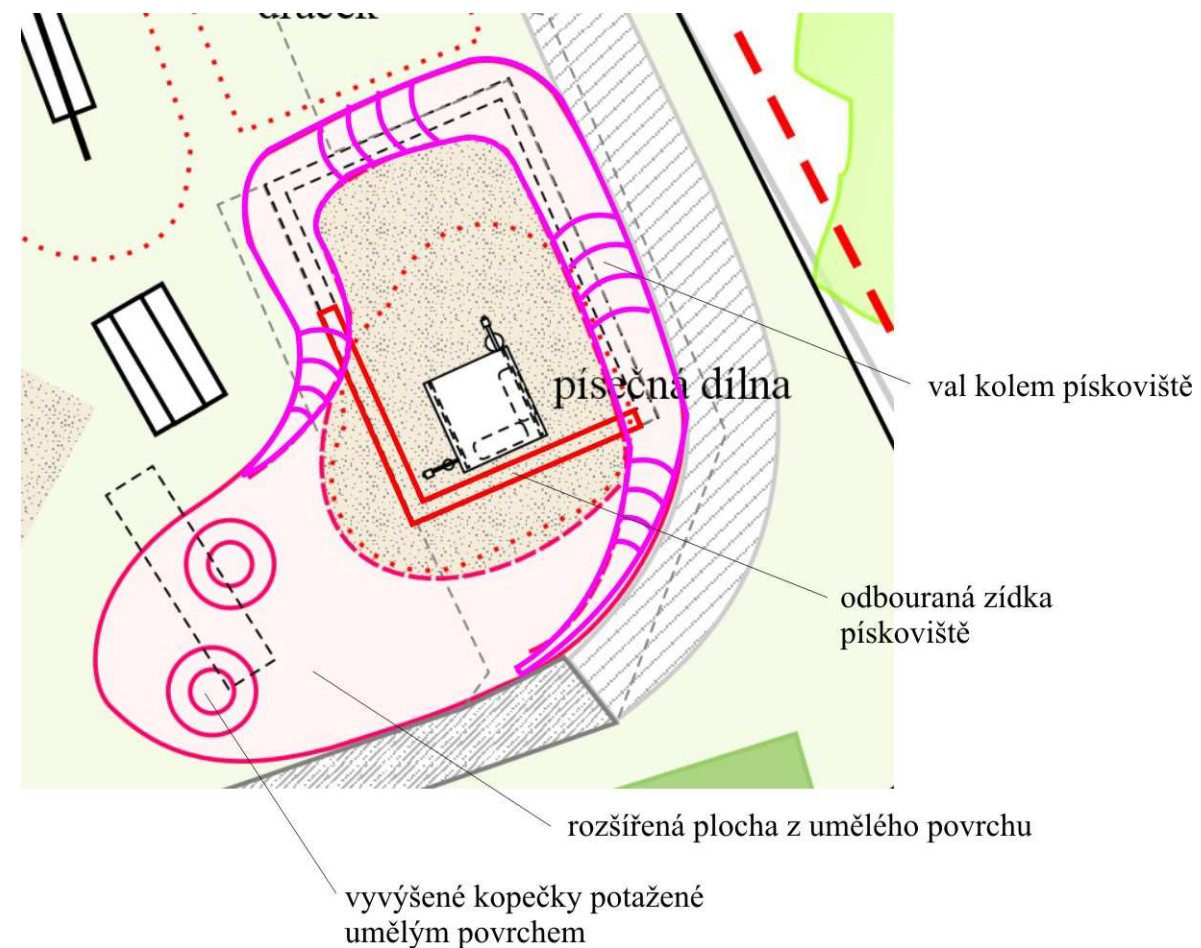 písečná dílna
val kolem pískoviště
odbouraná zídka
pískoviště
rozšířená plocha z umělého povrchu
vyvýšené kopečky potažené
umělým povrchem